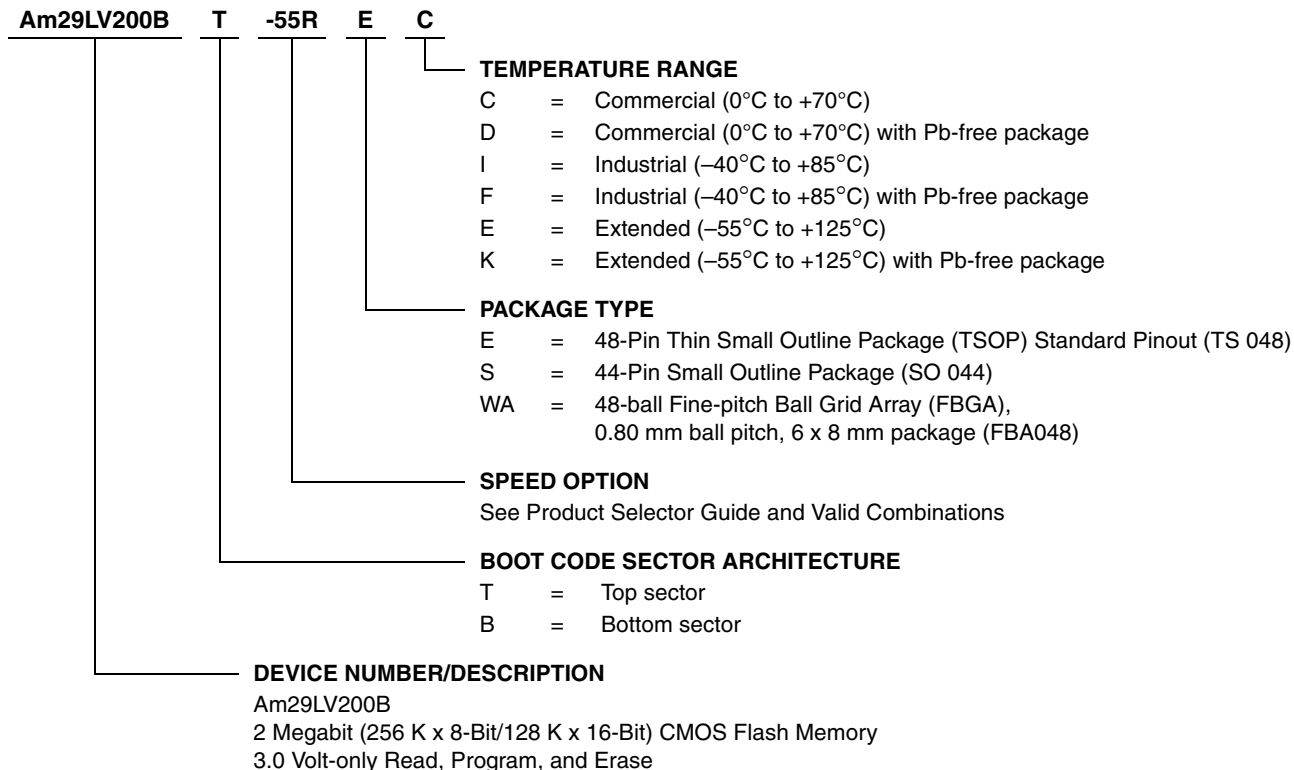 Am29LV200B T -55R E C
TEMPERATURE RANGE
C = Commercial (0°C to +70°C)
D = Commercial (0°C to +70°C) with Pb-free package
I = Industrial (–40°C to +85°C)
F = Industrial (–40°C to +85°C) with Pb-free package
E = Extended (–55°C to +125°C)
K = Extended (–55°C to +125°C) with Pb-free package
PACKAGE TYPE
E = 48-Pin Thin Small Outline Package (TSOP) Standard Pinout (TS 048)
S = 44-Pin Small Outline Package (SO 044)
WA = 48-ball Fine-pitch Ball Grid Array (FBGA),
0.80 mm ball pitch, 6 x 8 mm package (FBA048)
SPEED OPTION
See Product Selector Guide and Valid Combinations
BOOT CODE SECTOR ARCHITECTURE
T = Top sector
B = Bottom sector
DEVICE NUMBER/DESCRIPTION
Am29LV200B
2 Megabit (256 K x 8-Bit/128 K x 16-Bit) CMOS Flash Memory
3.0 Volt-only Read, Program, and Erase